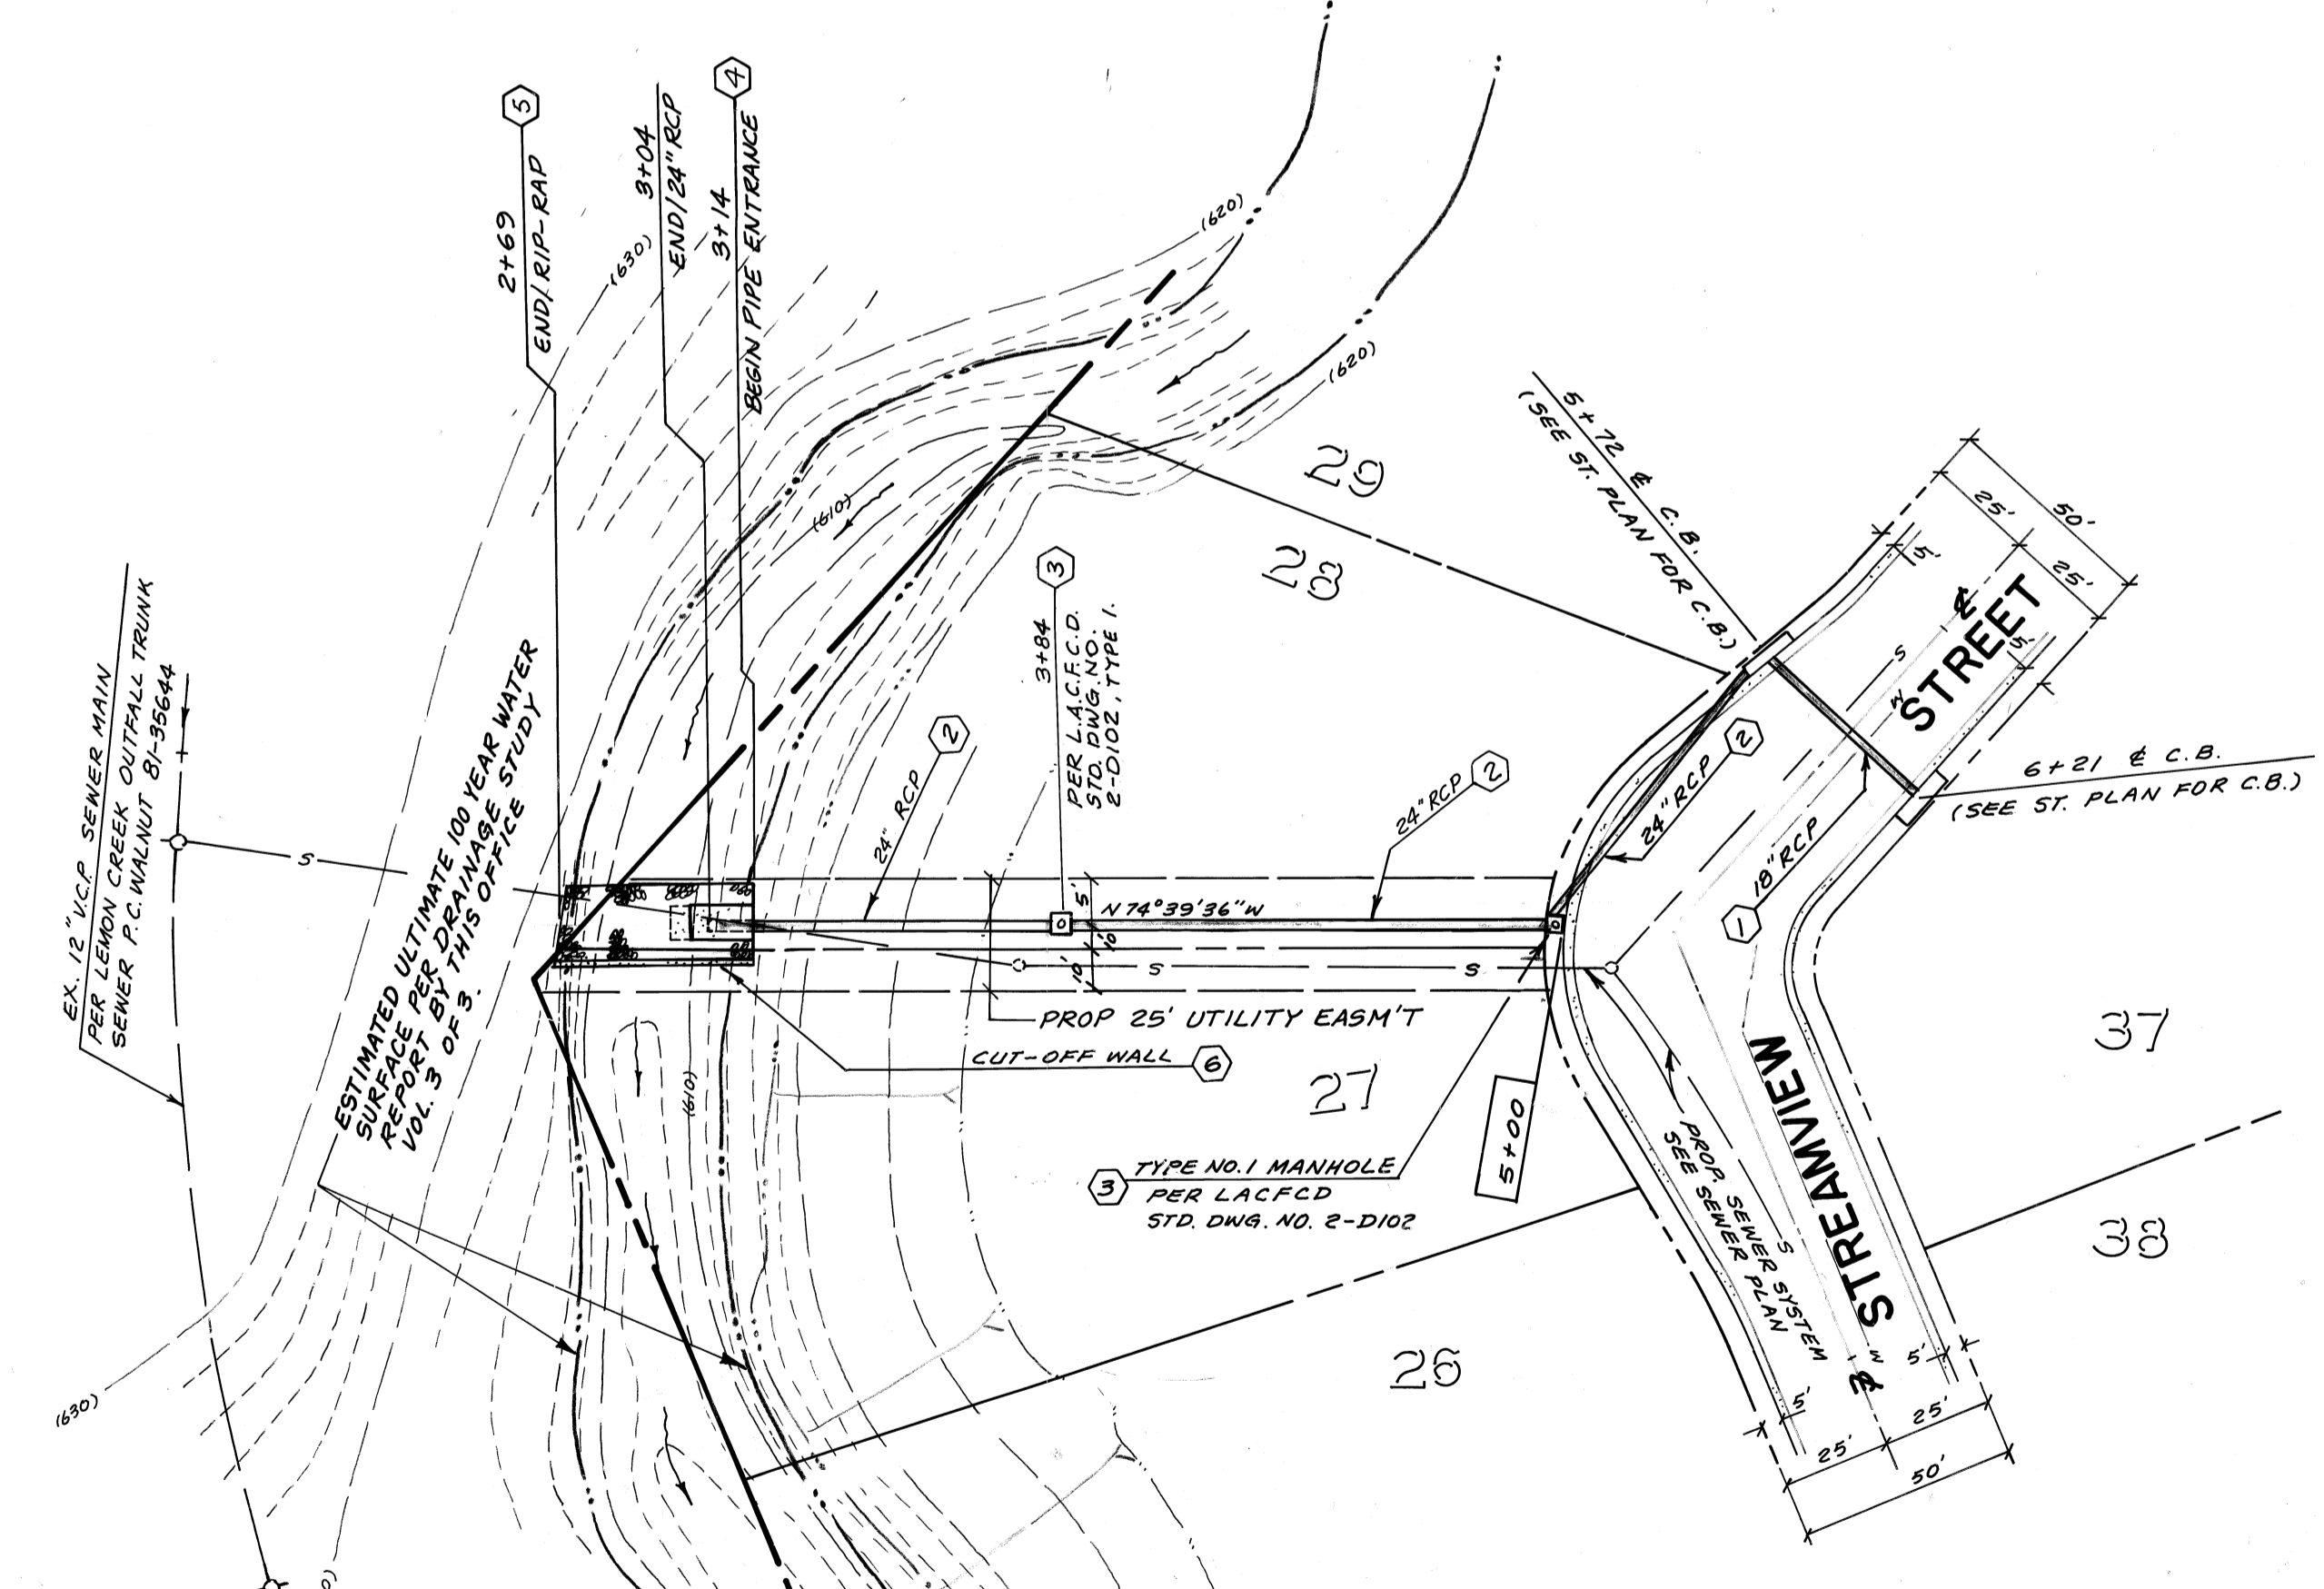 5
2+69
END/RIP-RAP
3+04
END/24" RCP
4
3+14
BEGIN PIPE ENTRANCE
(630)
(620)
(620)
(610)
29
28
5+72 ℄ C.B.
(SEE ST. PLAN FOR C.B.)
50'
25'
25'
5'
5'
℄
STREET
S
W
6+21 ℄ C.B.
(SEE ST. PLAN FOR C.B.)
EX. 12" V.C.P. SEWER MAIN
PER LEMON CREEK OUTFALL TRUNK
SEWER P.C. WALNUT 81-35644
S
ESTIMATED ULTIMATE 100 YEAR WATER
SURFACE PER DRAINAGE STUDY
REPORT BY THIS OFFICE
VOL. 3 OF 3.
3
3+84
PER L.A.C.F.C.D.
STD. DWG. NO.
2-D102, TYPE 1.
24" RCP
2
24" RCP
2
24" RCP
2
18" RCP
1
5'
N 74°39'36" W
10'
10'
S
S
PROP 25' UTILITY EASM'T
CUT-OFF WALL
6
(610)
27
5+00
3
TYPE NO. 1 MANHOLE
PER LACFCD
STD. DWG. NO. 2-D102
PROP. SEWER SYSTEM
SEE SEWER PLAN
S
STREAMVIEW
37
38
26
(630)
W
5'
5'
25'
25'
50'